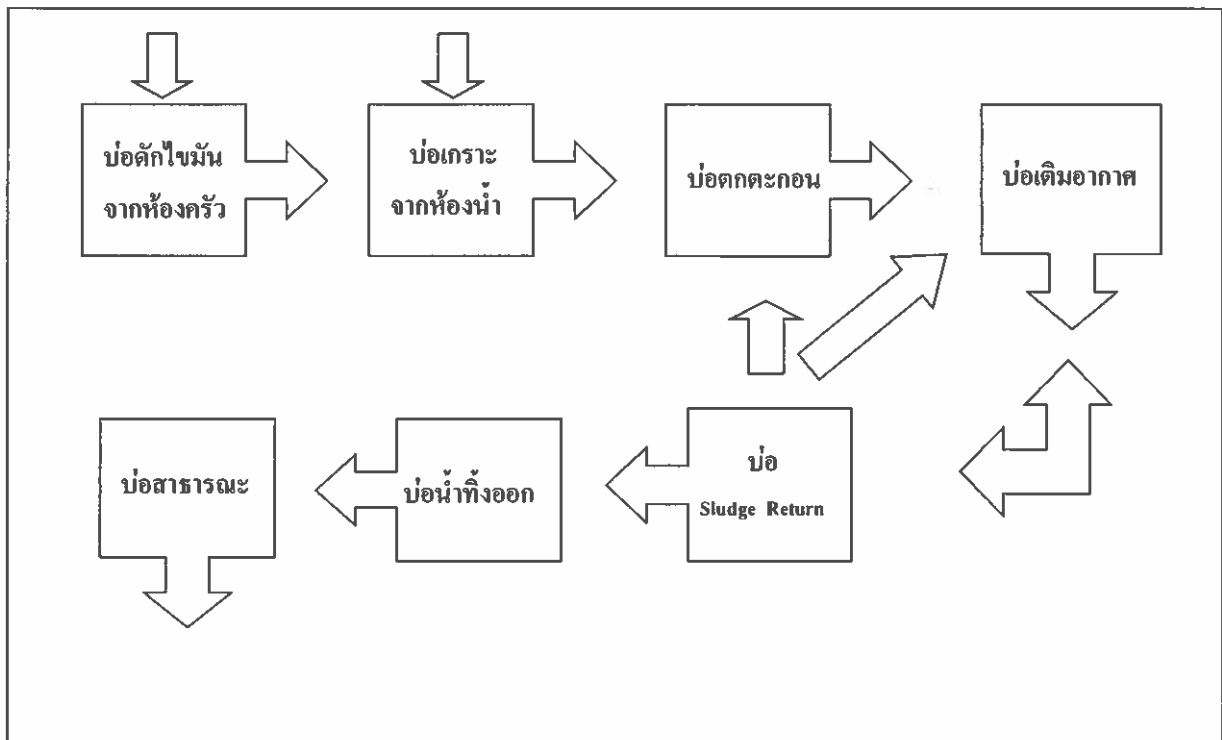 บ่อดักไขมัน
จากห้องครัว
บ่อเกราะ
จากห้องน้ำ
บ่อตกตะกอน
บ่อเติมอากาศ
บ่อสาธารณะ
บ่อน้ำทิ้งออก
บ่อ
Sludge Return